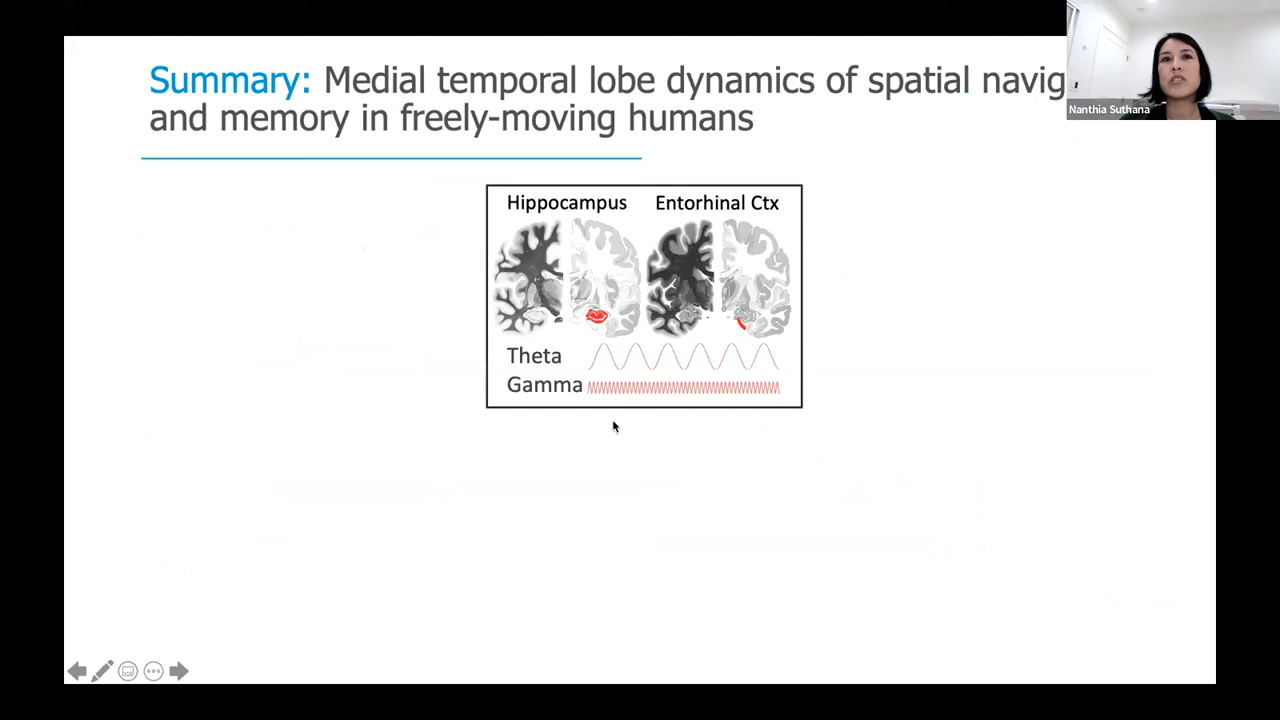 Summary: Medial temporal lobe dynamics of spatial navig
and memory in freely-moving humans
Nanthia Suthana
Hippocampus
Entorhinal Ctx
Theta
Gamma